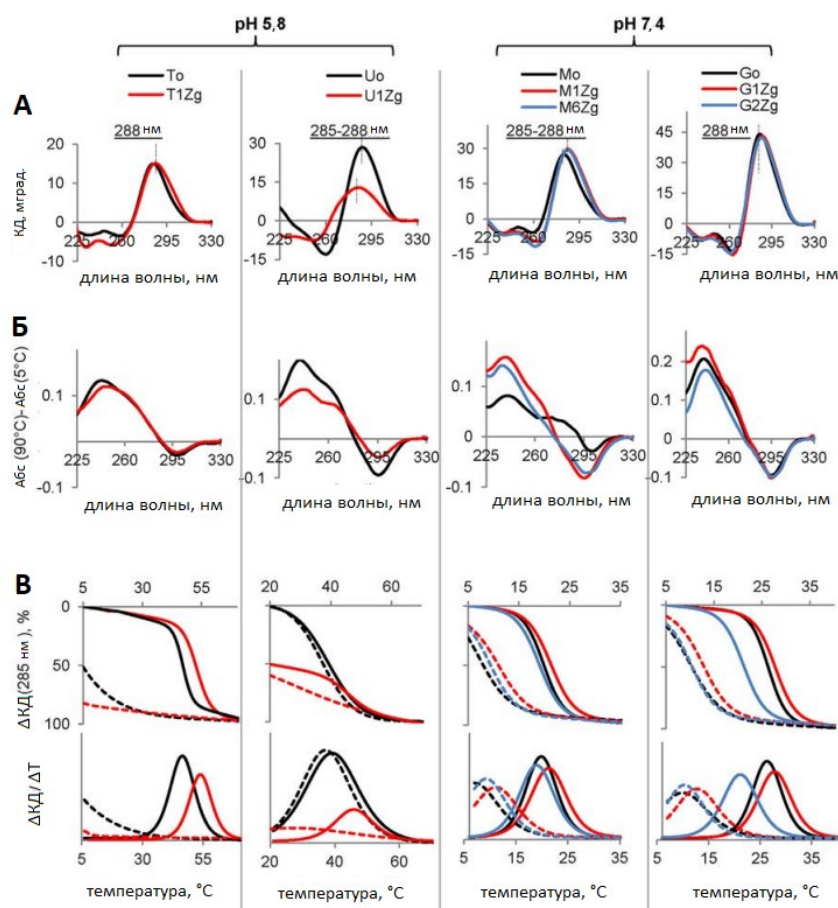 pH 5,8
pH 7,4
To
T1Zg
Uo
U1Zg
Mo
M1Zg
M6Zg
Go
G1Zg
G2Zg
А
288 нм
285-288 нм
285-288 нм
288 нм
КД, мград.
20
10
0
-10
225 260 295 330
30
15
0
-15
225 260 295 330
30
15
0
-15
225 260 295 330
45
30
15
0
-15
225 260 295 330
длина волны, нм
длина волны, нм
длина волны, нм
длина волны, нм
Б
Абс (90°C)-Абс(5°C)
0.1
-0.1
225 260 295 330
0.1
-0.1
225 260 295 330
0.1
0
-0.1
225 260 295 330
0.2
0.1
0
-0.1
225 260 295 330
длина волны, нм
длина волны, нм
длина волны, нм
длина волны, нм
В
5 30 55
20 40 60
5 15 25 35
5 15 25 35
ΔКД(285 нм), %
0
50
100
ΔКД/ΔТ
5 30 55
20 40 60
5 15 25 35
5 15 25 35
температура, °C
температура, °C
температура, °C
температура, °C